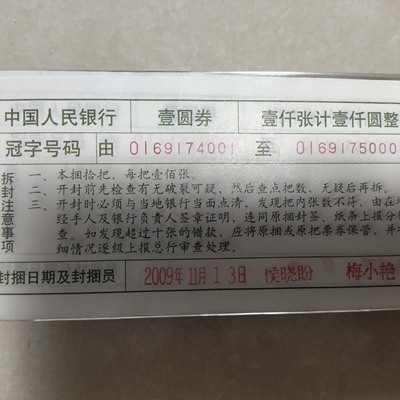 中国人民银行 壹圆券 壹仟张计壹仟圆整
冠字号码 由 0169174001 至 0169175000
拆封注意事项
一、本捆拾把，每把壹佰张。
二、开封前先检查有无破裂可疑，然后查点把数，无疑后再拆。
三、开封时必须与当地银行当面点清，发现把内张数不符，由在场
经手人及银行负责人签章证明，连同原捆封签、纸条上报分行
查。如发现超过十张的错款，应将原捆或原把票券保管，并将
细情况逐级上报总行审查处理。
封捆日期及封捆员 2009年11月13日 侯晓盼 梅小艳